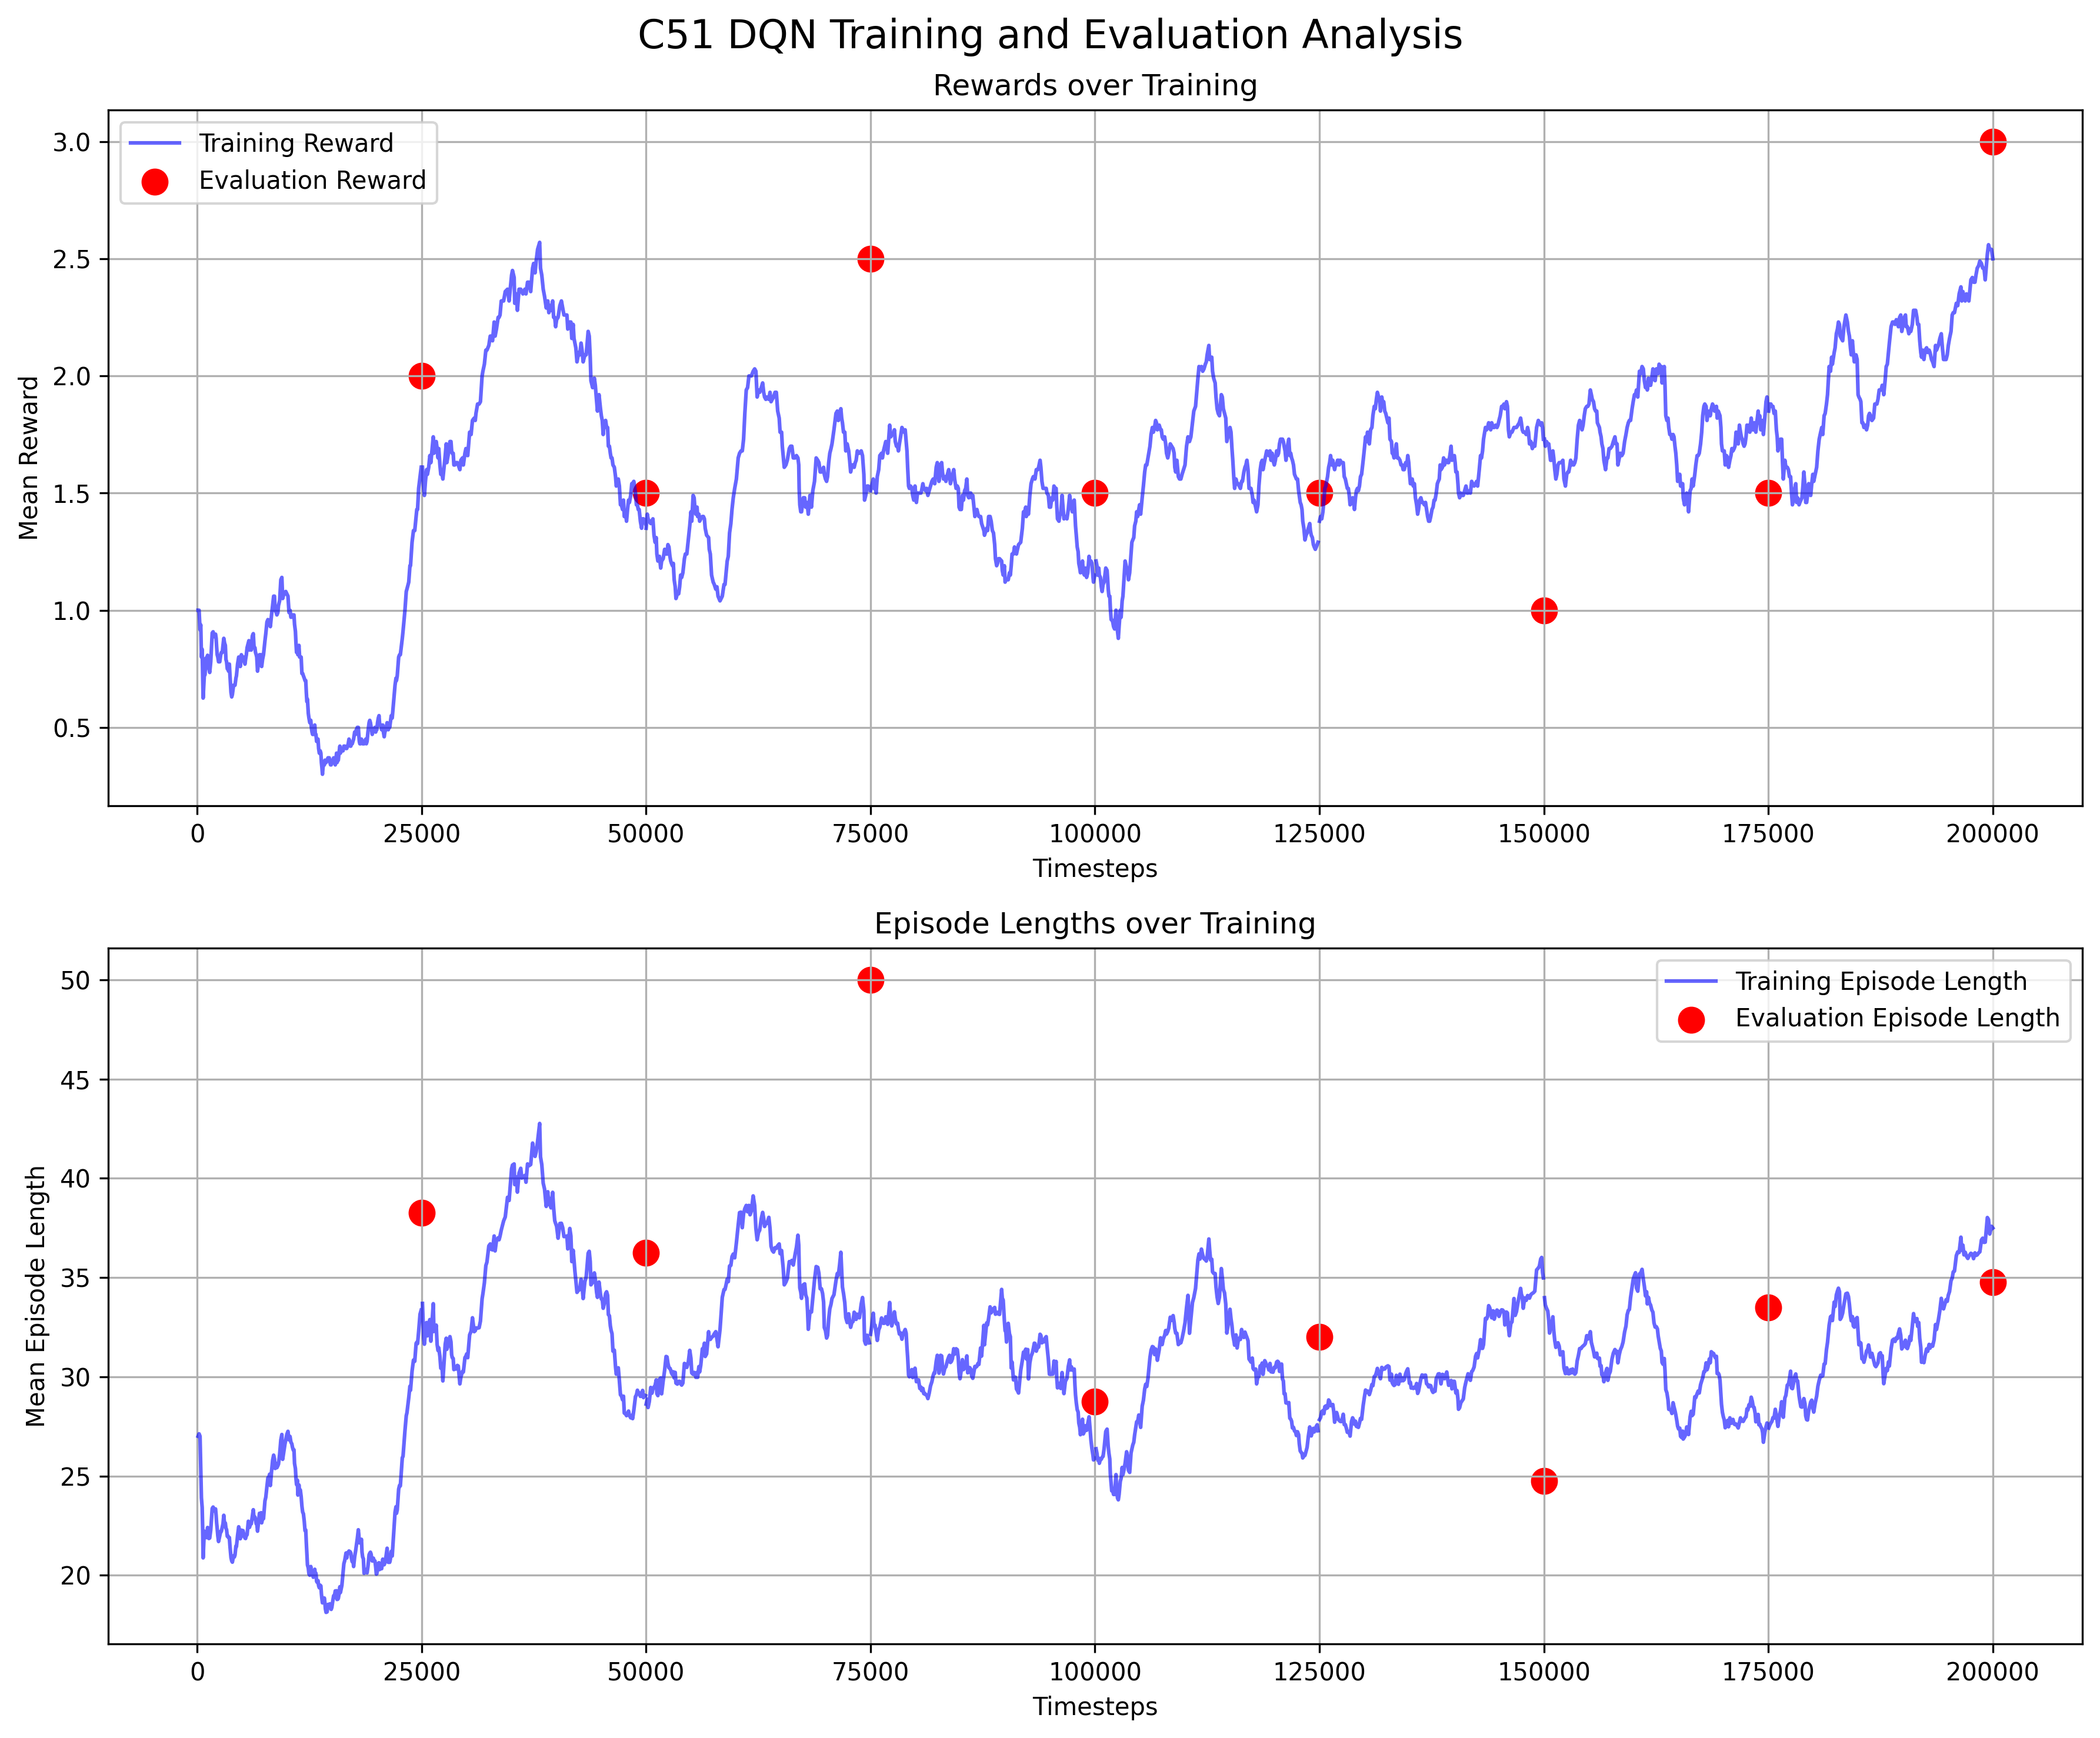 C51 DQN Training and Evaluation Analysis
Rewards over Training
Training Reward
Evaluation Reward
Mean Reward
3.0
2.5
2.0
1.5
1.0
0.5
0 25000 50000 75000 100000 125000 150000 175000 200000
Timesteps
Episode Lengths over Training
Training Episode Length
Evaluation Episode Length
Mean Episode Length
50
45
40
35
30
25
20
0 25000 50000 75000 100000 125000 150000 175000 200000
Timesteps